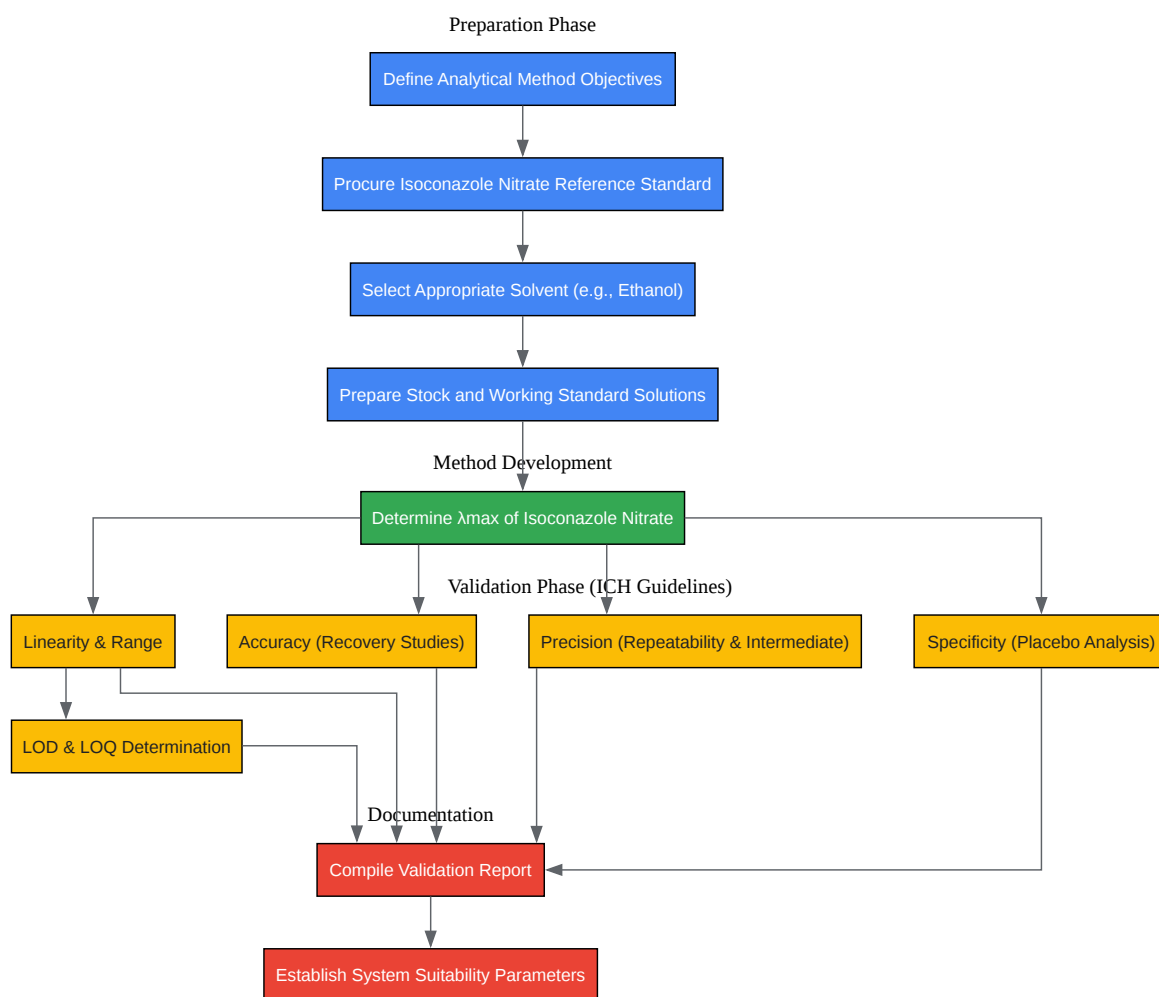 Preparation Phase
Define Analytical Method Objectives
Procure Isoconazole Nitrate Reference Standard
Select Appropriate Solvent (e.g., Ethanol)
Prepare Stock and Working Standard Solutions
Method Development
Determine λmax of Isoconazole Nitrate
Validation Phase (ICH Guidelines)
Linearity & Range
Accuracy (Recovery Studies)
Precision (Repeatability & Intermediate)
Specificity (Placebo Analysis)
LOD & LOQ Determination
Documentation
Compile Validation Report
Establish System Suitability Parameters